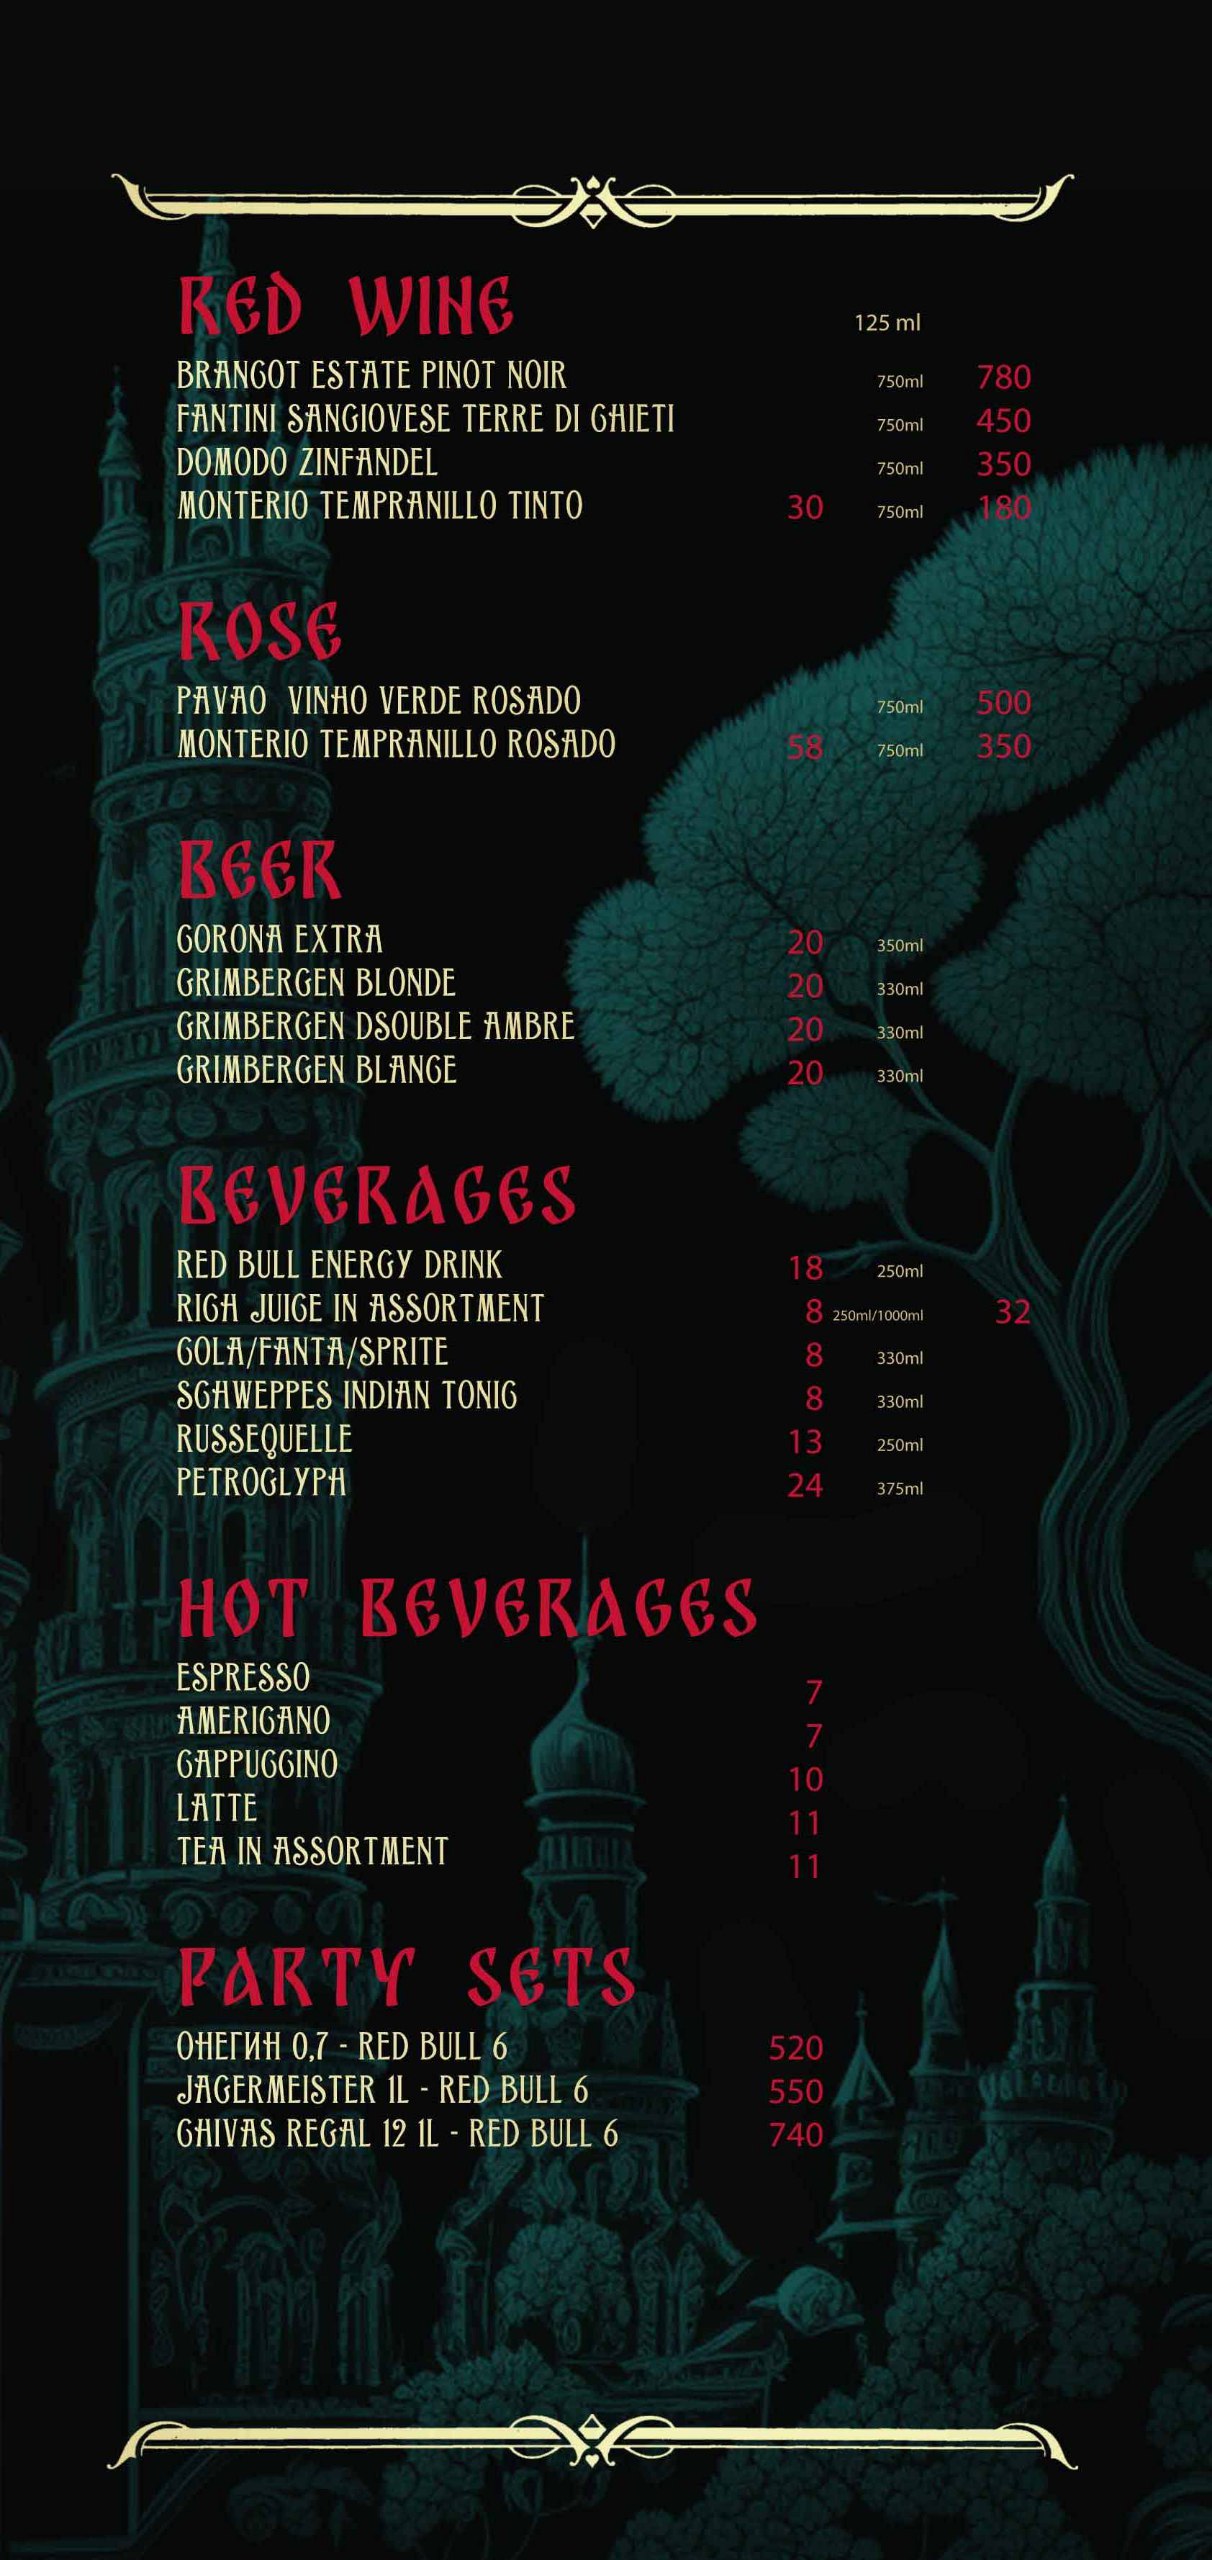 RED WINE 125 ml
BRANCOT ESTATE PINOT NOIR 750ml 780
FANTINI SANGIOVESE TERRE DI CHIETI 750ml 450
DOMODO ZINFANDEL 750ml 350
MONTERIO TEMPRANILLO TINTO 30 750ml 180
ROSE
PAVAO VINHO VERDE ROSADO 750ml 500
MONTERIO TEMPRANILLO ROSADO 58 750ml 350
BEER
CORONA EXTRA 20 350ml
GRIMBERGEN BLONDE 20 330ml
GRIMBERGEN DSOUBLE AMBRE 20 330ml
GRIMBERGEN BLANCE 20 330ml
BEVERAGES
RED BULL ENERGY DRINK 18 250ml
RICH JUICE IN ASSORTMENT 8 250ml/1000ml 32
COLA/FANTA/SPRITE 8 330ml
SCHWEPPES INDIAN TONIC 8 330ml
RUSSEQUELLE 13 250ml
PETROGLYPH 24 375ml
HOT BEVERAGES
ESPRESSO 7
AMERICANO 7
CAPPUCCINO 10
LATTE 11
TEA IN ASSORTMENT 11
PARTY SETS
ОНЕГИН 0,7 - RED BULL 6 520
JAGERMEISTER 1L - RED BULL 6 550
CHIVAS REGAL 12 1L - RED BULL 6 740